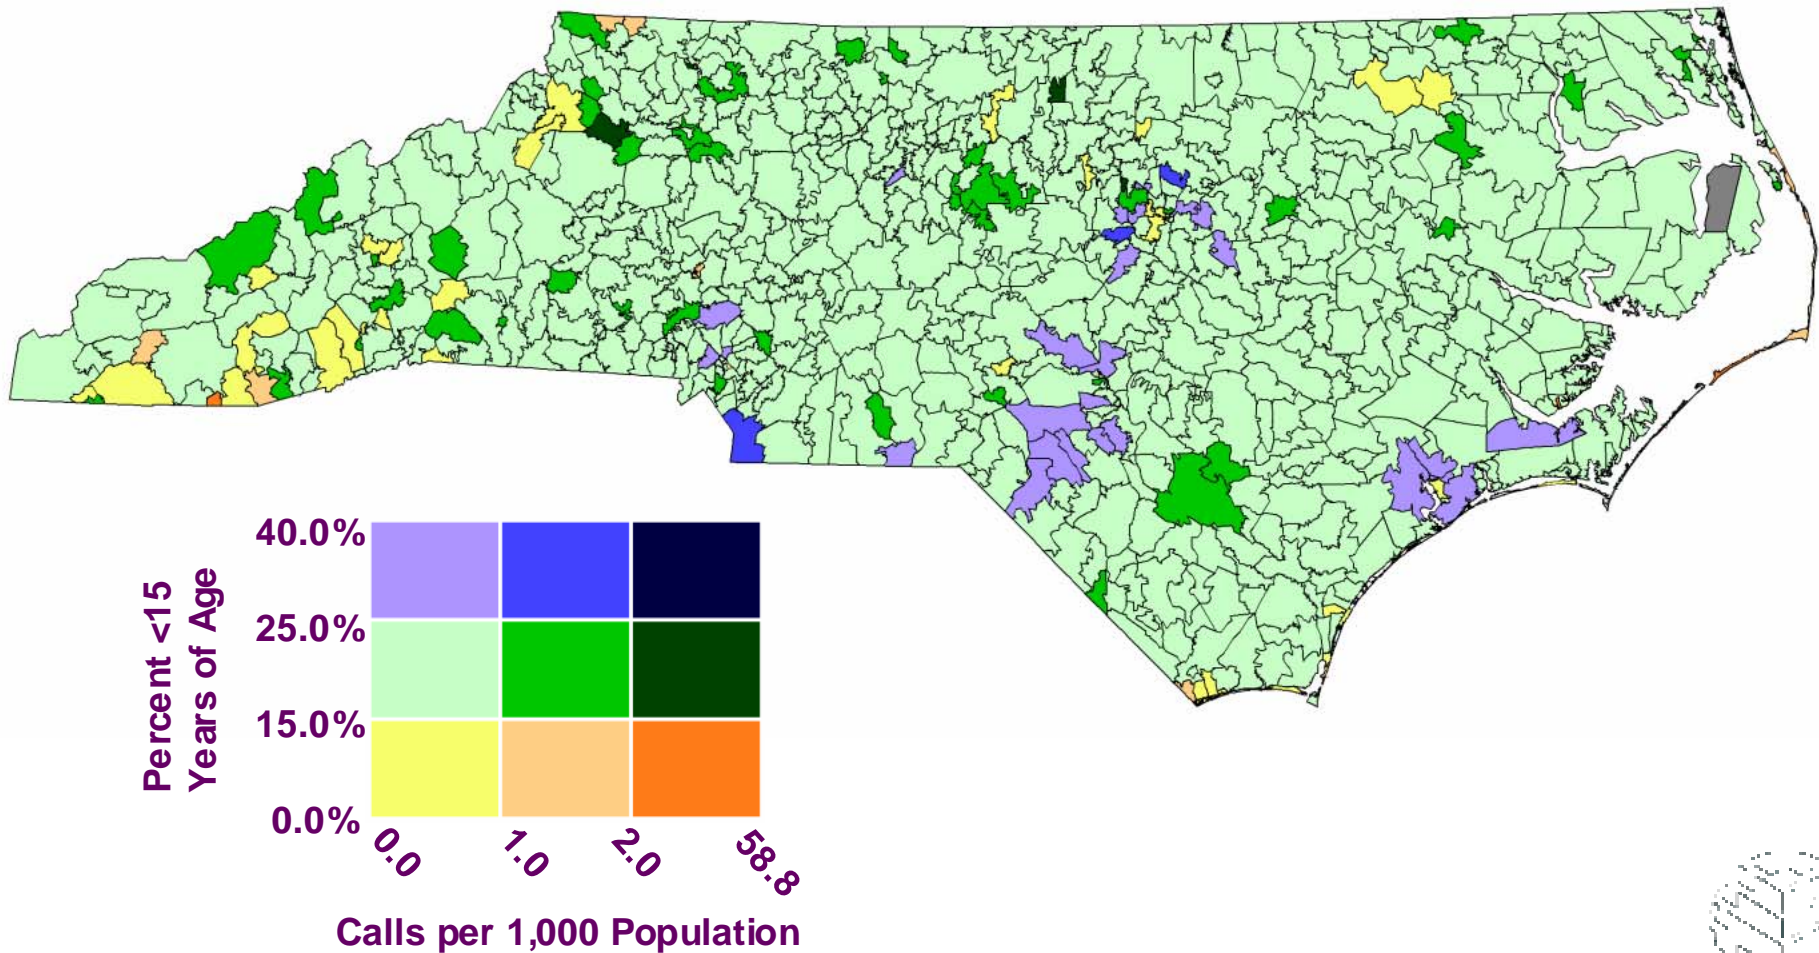 40.0%
25.0%
15.0%
0.0%
Percent <15
Years of Age
0.0
1.0
2.0
58.8
Calls per 1,000 Population